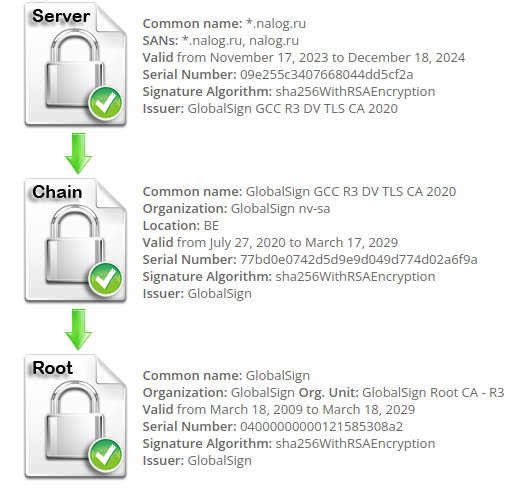 Server
Common name: *.nalog.ru
SANs: *.nalog.ru, nalog.ru
Valid from November 17, 2023 to December 18, 2024
Serial Number: 09e255c3407668044dd5cf2a
Signature Algorithm: sha256WithRSAEncryption
Issuer: GlobalSign GCC R3 DV TLS CA 2020
Chain
Common name: GlobalSign GCC R3 DV TLS CA 2020
Organization: GlobalSign nv-sa
Location: BE
Valid from July 27, 2020 to March 17, 2029
Serial Number: 77bd0e0742d5d9e9d049d774d02a6f9a
Signature Algorithm: sha256WithRSAEncryption
Issuer: GlobalSign
Root
Common name: GlobalSign
Organization: GlobalSign Org. Unit: GlobalSign Root CA - R3
Valid from March 18, 2009 to March 18, 2029
Serial Number: 04000000000121585308a2
Signature Algorithm: sha256WithRSAEncryption
Issuer: GlobalSign